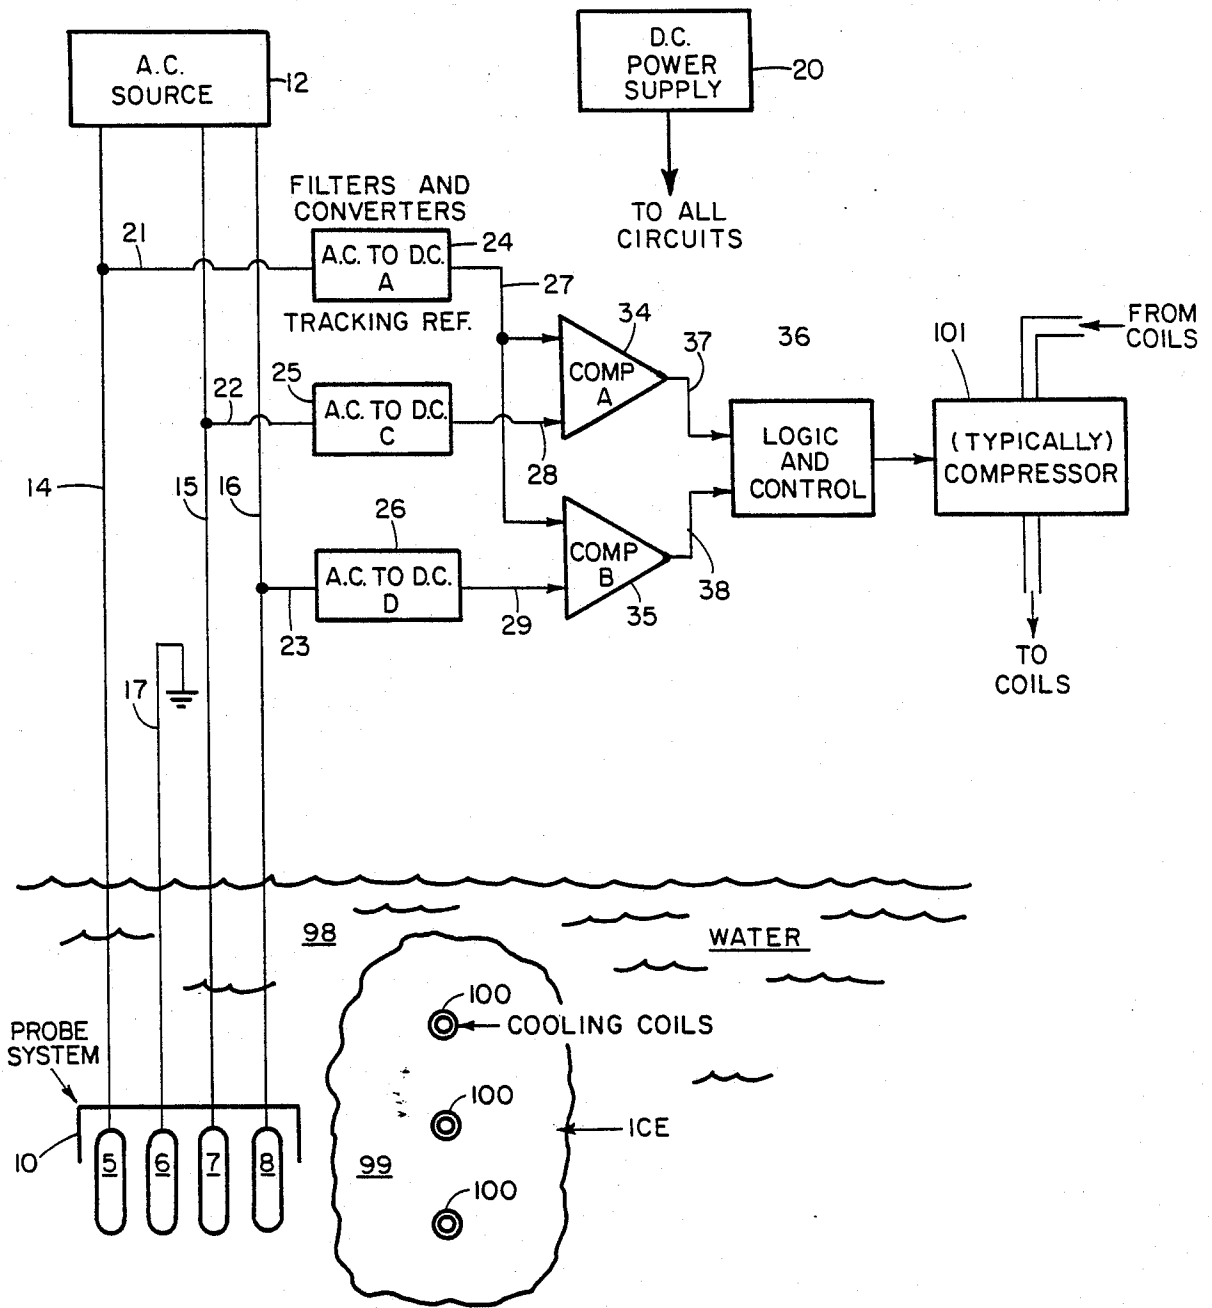 A.C.
SOURCE
12
D.C.
POWER
SUPPLY
20
TO ALL
CIRCUITS
FILTERS AND
CONVERTERS
21
A.C. TO D.C.
A
24
27
TRACKING REF.
34
COMP
A
37
36
101
FROM
COILS
25
22
A.C. TO D.C.
C
28
LOGIC
AND
CONTROL
(TYPICALLY)
COMPRESSOR
14
15
16
26
A.C. TO D.C.
D
23
29
COMP
B
35
38
TO
COILS
17
98
WATER
100
COOLING COILS
PROBE
SYSTEM
100
ICE
10
5
6
7
8
99
100